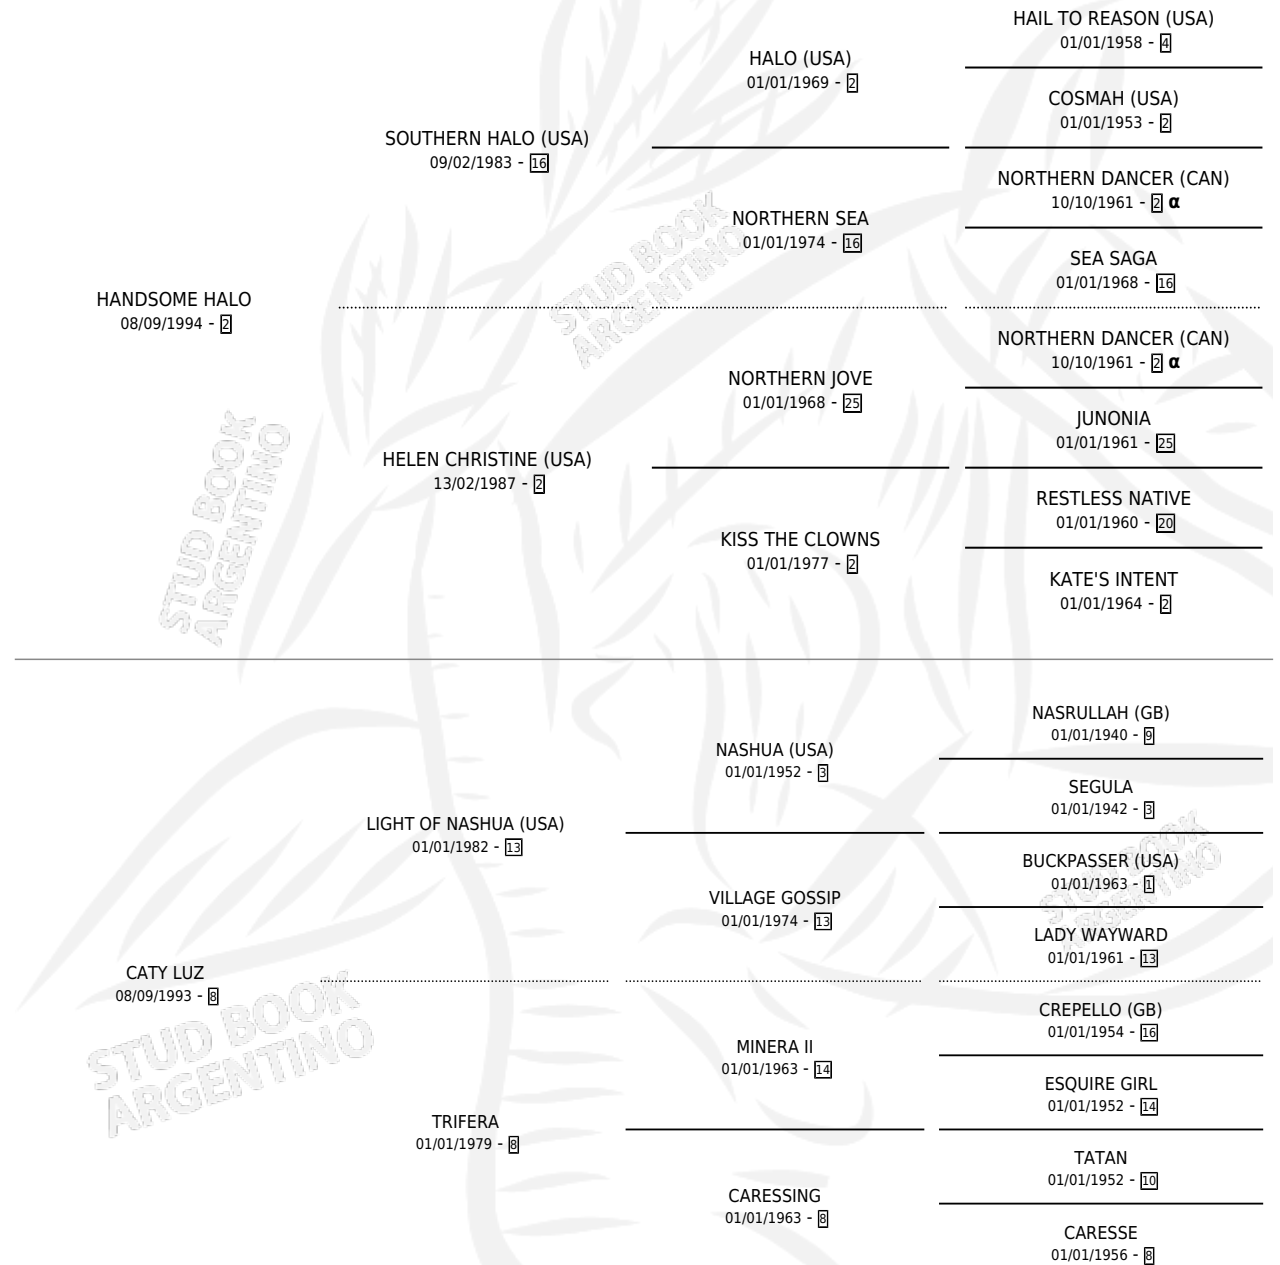 HAIL TO REASON (USA)
01/01/1958 - 4
HALO (USA)
01/01/1969 - 2
COSMAH (USA)
01/01/1953 - 2
SOUTHERN HALO (USA)
09/02/1983 - 16
NORTHERN DANCER (CAN)
10/10/1961 - 2 α
NORTHERN SEA
01/01/1974 - 16
SEA SAGA
01/01/1968 - 16
HANDSOME HALO
08/09/1994 - 2
NORTHERN DANCER (CAN)
10/10/1961 - 2 α
NORTHERN JOVE
01/01/1968 - 25
JUNONIA
01/01/1961 - 25
HELEN CHRISTINE (USA)
13/02/1987 - 2
RESTLESS NATIVE
01/01/1960 - 20
KISS THE CLOWNS
01/01/1977 - 2
KATE'S INTENT
01/01/1964 - 2
NASRULLAH (GB)
01/01/1940 - 9
NASHUA (USA)
01/01/1952 - 3
SEGULA
01/01/1942 - 3
LIGHT OF NASHUA (USA)
01/01/1982 - 13
BUCKPASSER (USA)
01/01/1963 - 1
VILLAGE GOSSIP
01/01/1974 - 13
LADY WAYWARD
01/01/1961 - 13
CATY LUZ
08/09/1993 - 8
CREPELLO (GB)
01/01/1954 - 16
MINERA II
01/01/1963 - 14
ESQUIRE GIRL
01/01/1952 - 14
TRIFERA
01/01/1979 - 8
TATAN
01/01/1952 - 10
CARESSING
01/01/1963 - 8
CARESSE
01/01/1956 - 8
STUD BOOK
ARGENTINO
STUD BOOK
ARGENTINO
STUD BOOK
ARGENTINO
STUD BOOK
ARGENTINO